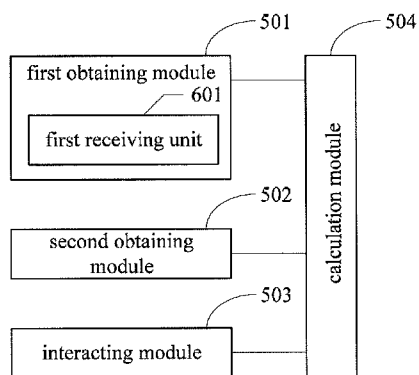 501
504
first obtaining module
601
first receiving unit
502
second obtaining
module
503
interacting module
calculation module